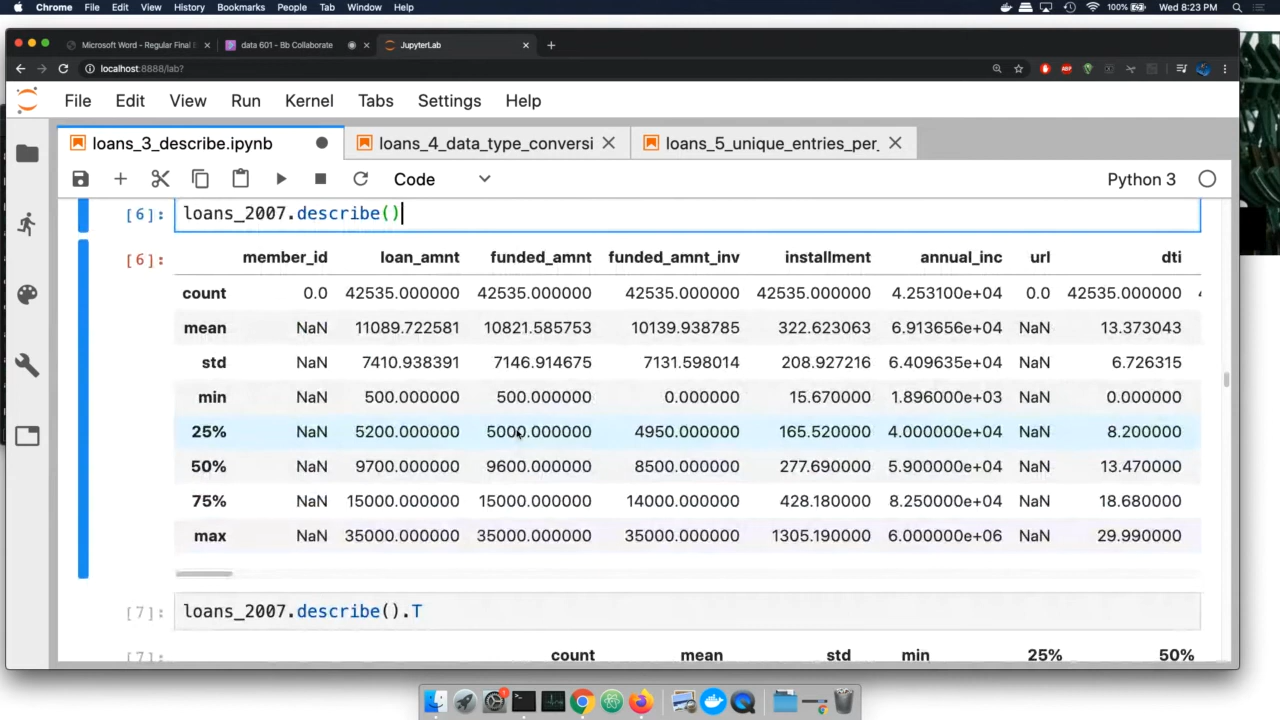 Chrome File Edit View History Bookmarks People Tab Window Help 100% Wed 8:23 PM
Microsoft Word - Regular Final data 601 - Bb Collaborate JupyterLab
localhost:8888/lab? ABP
File Edit View Run Kernel Tabs Settings Help
loans_3_describe.ipynb loans_4_data_type_conversi loans_5_unique_entries_per_
Code Python 3
[6]: loans_2007.describe()
[6]: member_id loan_amnt funded_amnt funded_amnt_inv installment annual_inc url dti
count 0.0 42535.000000 42535.000000 42535.000000 42535.000000 4.253100e+04 0.0 42535.000000
mean NaN 11089.722581 10821.585753 10139.938785 322.623063 6.913656e+04 NaN 13.373043
std NaN 7410.938391 7146.914675 7131.598014 208.927216 6.409635e+04 NaN 6.726315
min NaN 500.000000 500.000000 0.000000 15.670000 1.896000e+03 NaN 0.000000
25% NaN 5200.000000 5000.000000 4950.000000 165.520000 4.000000e+04 NaN 8.200000
50% NaN 9700.000000 9600.000000 8500.000000 277.690000 5.900000e+04 NaN 13.470000
75% NaN 15000.000000 15000.000000 14000.000000 428.180000 8.250000e+04 NaN 18.680000
max NaN 35000.000000 35000.000000 35000.000000 1305.190000 6.000000e+06 NaN 29.990000
[7]: loans_2007.describe().T
[7]: count mean std min 25% 50%